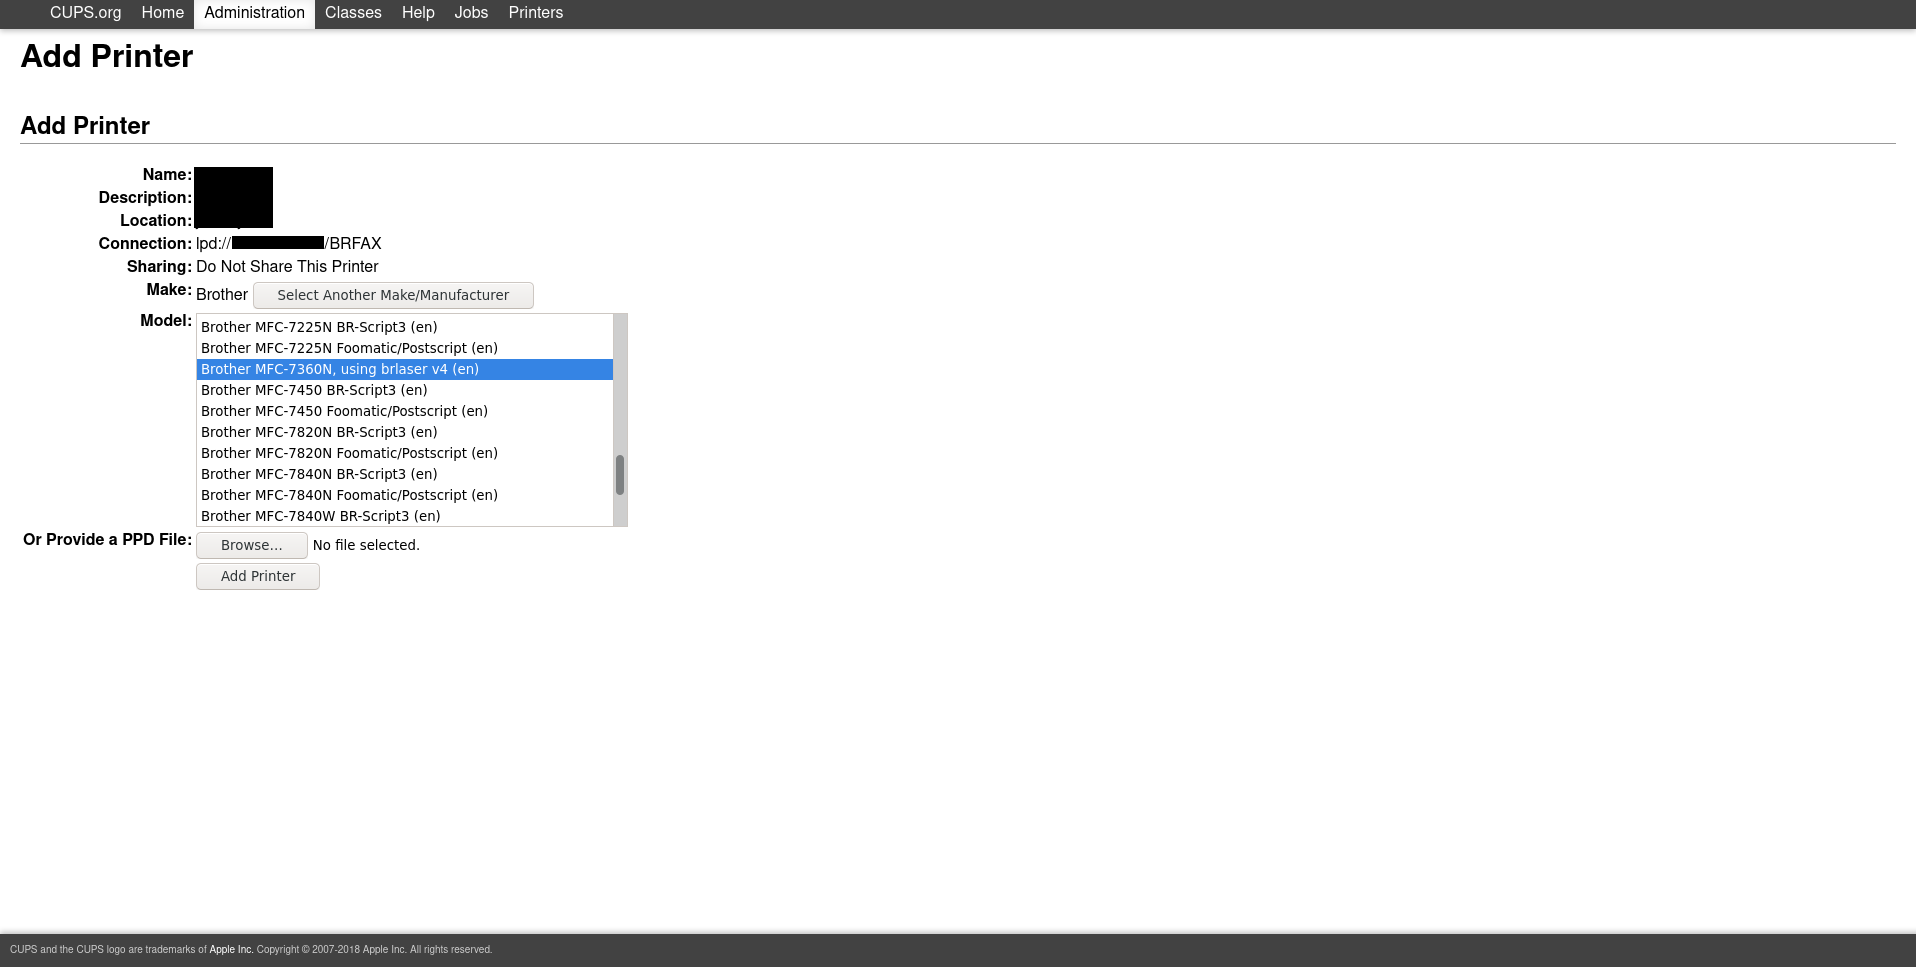 CUPS.org Home Administration Classes Help Jobs Printers
Add Printer
Add Printer
Name:
Description:
Location:
Connection: lpd:// /BRFAX
Sharing: Do Not Share This Printer
Make: Brother Select Another Make/Manufacturer
Model:
Brother MFC-7225N BR-Script3 (en)
Brother MFC-7225N Foomatic/Postscript (en)
Brother MFC-7360N, using brlaser v4 (en)
Brother MFC-7450 BR-Script3 (en)
Brother MFC-7450 Foomatic/Postscript (en)
Brother MFC-7820N BR-Script3 (en)
Brother MFC-7820N Foomatic/Postscript (en)
Brother MFC-7840N BR-Script3 (en)
Brother MFC-7840N Foomatic/Postscript (en)
Brother MFC-7840W BR-Script3 (en)
Or Provide a PPD File: Browse... No file selected.
Add Printer
CUPS and the CUPS logo are trademarks of Apple Inc. Copyright © 2007-2018 Apple Inc. All rights reserved.